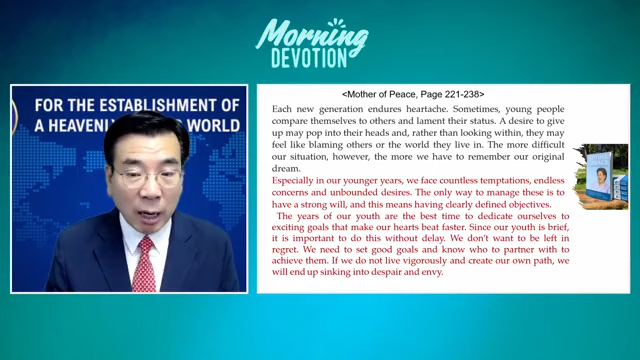 Morning
DEVOTION
FOR THE ESTABLISHMENT OF
A HEAVENL WORLD
<Mother of Peace, Page 221-238>
Each new generation endures heartache. Sometimes, young people
compare themselves to others and lament their status. A desire to give
up may pop into their heads and, rather than looking within, they may
feel like blaming others or the world they live in. The more difficult
our situation, however, the more we have to remember our original
dream.
Especially in our younger years, we face countless temptations, endless
concerns and unbounded desires. The only way to manage these is to
have a strong will, and this means having clearly defined objectives.
The years of our youth are the best time to dedicate ourselves to
exciting goals that make our hearts beat faster. Since our youth is brief,
it is important to do this without delay. We don't want to be left in
regret. We need to set good goals and know who to partner with to
achieve them. If we do not live vigorously and create our own path, we
will end up sinking into despair and envy.